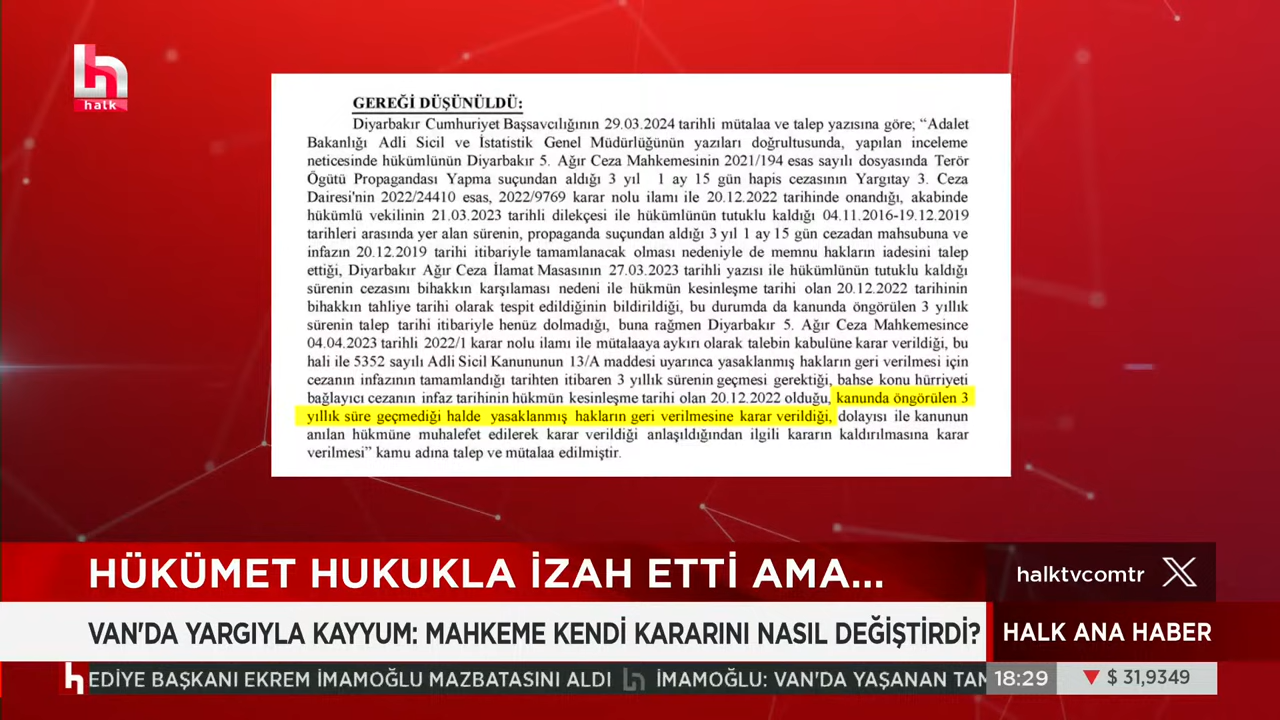 halk
GEREĞİ DÜŞÜNÜLDÜ:
Diyarbakır Cumhuriyet Başsavcılığının 29.03.2024 tarihli mütalaa ve talep yazısına göre; “Adalet
Bakanlığı Adli Sicil ve İstatistik Genel Müdürlüğünün yazıları doğrultusunda, yapılan inceleme
neticesinde hükümlünün Diyarbakır 5. Ağır Ceza Mahkemesinin 2021/194 esas sayılı dosyasında Terör
Ögütü Propagandası Yapma suçundan aldığı 3 yıl 1 ay 15 gün hapis cezasının Yargıtay 3. Ceza
Dairesi'nin 2022/24410 esas, 2022/9769 karar nolu ilamı ile 20.12.2022 tarihinde onandığı, akabinde
hükümlü vekilinin 21.03.2023 tarihli dilekçesi ile hükümlünün tutuklu kaldığı 04.11.2016-19.12.2019
tarihleri arasında yer alan sürenin, propaganda suçundan aldığı 3 yıl 1 ay 15 gün cezadan mahsubuna ve
infazın 20.12.2019 tarihi itibariyle tamamlanacak olması nedeniyle de memnu hakların iadesini talep
ettiği, Diyarbakır Ağır Ceza İlamat Masasının 27.03.2023 tarihli yazısı ile hükümlünün tutuklu kaldığı
sürenin cezasını bihakkın karşılaması nedeni ile hükmün kesinleşme tarihi olan 20.12.2022 tarihinin
bihakkın tahliye tarihi olarak tespit edildiğinin bildirildiği, bu durumda da kanunda öngörülen 3 yıllık
sürenin talep tarihi itibariyle henüz dolmadığı, buna rağmen Diyarbakır 5. Ağır Ceza Mahkemesince
04.04.2023 tarihli 2022/1 karar nolu ilamı ile mütalaaya aykırı olarak talebin kabulüne karar verildiği, bu
hali ile 5352 sayılı Adli Sicil Kanununun 13/A maddesi uyarınca yasaklanmış hakların geri verilmesi için
cezanın infazının tamamlandığı tarihten itibaren 3 yıllık sürenin geçmesi gerektiği, bahse konu hürriyeti
bağlayıcı cezanın infaz tarihinin hükmün kesinleşme tarihi olan 20.12.2022 olduğu, kanunda öngörülen 3
yıllık süre geçmediği halde yasaklanmış hakların geri verilmesine karar verildiği, dolayısı ile kanunun
anılan hükmüne muhalefet edilerek karar verildiği anlaşıldığından ilgili kararın kaldırılmasına karar
verilmesi” kamu adına talep ve mütalaa edilmiştir.
HÜKÜMET HUKUKLA İZAH ETTİ AMA...
halktvcomtr X
VAN'DA YARGIYLA KAYYUM: MAHKEME KENDİ KARARINI NASIL DEĞİŞTİRDİ?
HALK ANA HABER
EDİYE BAŞKANI EKREM İMAMOĞLU MAZBATASINI ALDI İMAMOĞLU: VAN'DA YAŞANAN TAN
18:29 ▼ $ 31,9349